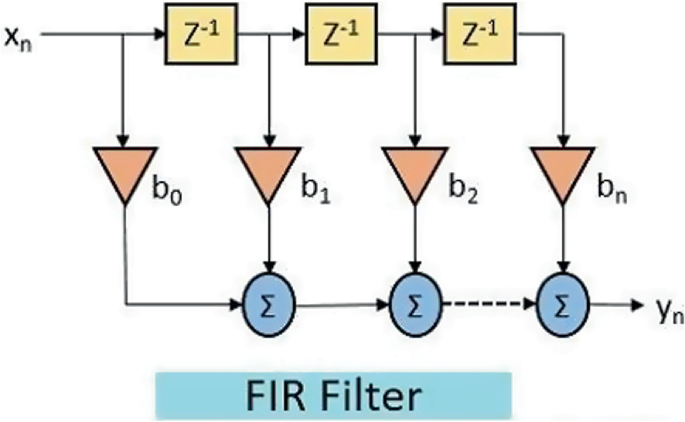 xₙ Z⁻¹ Z⁻¹ Z⁻¹
b₀ b₁ b₂ bₙ
Σ Σ Σ yₙ
FIR Filter